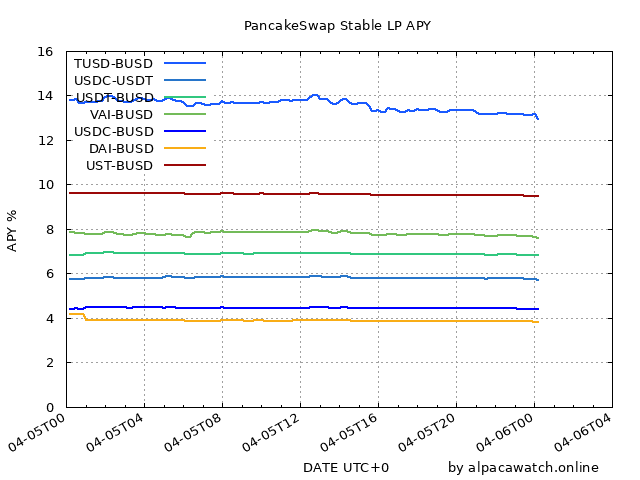 PancakeSwap Stable LP APY
16
14
12
10
8
6
4
2
0
APY %
TUSD-BUSD
USDC-USDT
USDT-BUSD
VAI-BUSD
USDC-BUSD
DAI-BUSD
UST-BUSD
04-05T00
04-05T04
04-05T08
04-05T12
04-05T16
04-05T20
04-06T00
04-06T04
DATE UTC+0
by alpacawatch.online